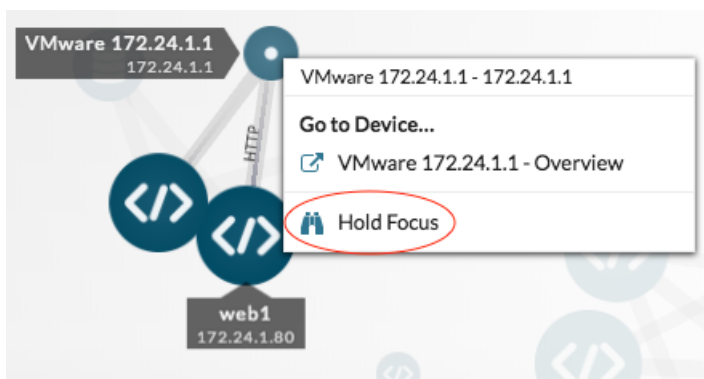 VMware 172.24.1.1
172.24.1.1
HTTP
</>
</>
web1
172.24.1.80
VMware 172.24.1.1 - 172.24.1.1
Go to Device...
VMware 172.24.1.1 - Overview
Hold Focus
</>
</>
</>